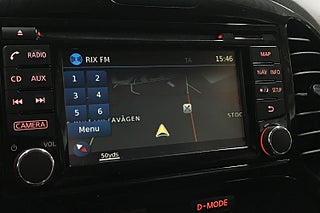 RADIO
CD AUX
CAMERA
VOL
RIX FM
TA
15:46
1 2
3 4
5 6
Menu
AVÄGEN
STOC
50yds
MAP
NAV INFO
SETUP
D-MODE